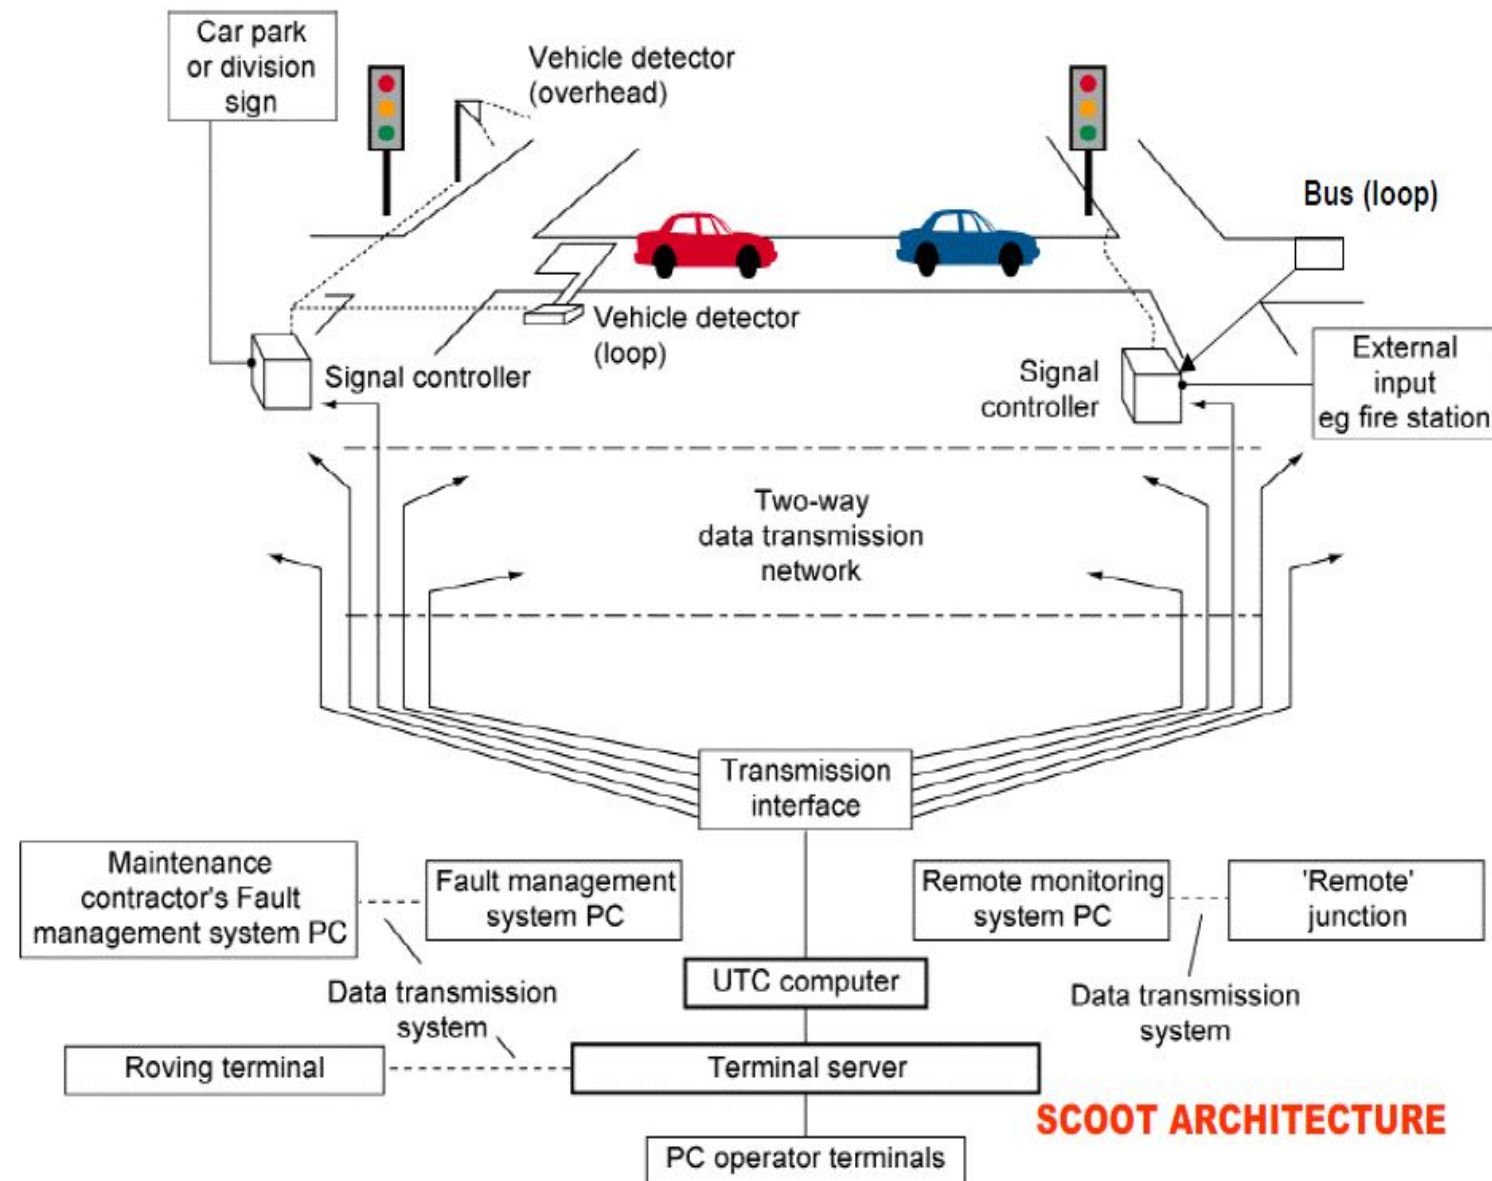 Car park
or division
sign
Vehicle detector
(overhead)
Bus (loop)
Vehicle detector
(loop)
Signal controller
Signal
controller
External
input
eg fire station
Two-way
data transmission
network
Transmission
interface
Maintenance
contractor's Fault
management system PC
Fault management
system PC
Remote monitoring
system PC
'Remote'
junction
Data transmission
system
UTC computer
Data transmission
system
Roving terminal
Terminal server
SCOOT ARCHITECTURE
PC operator terminals